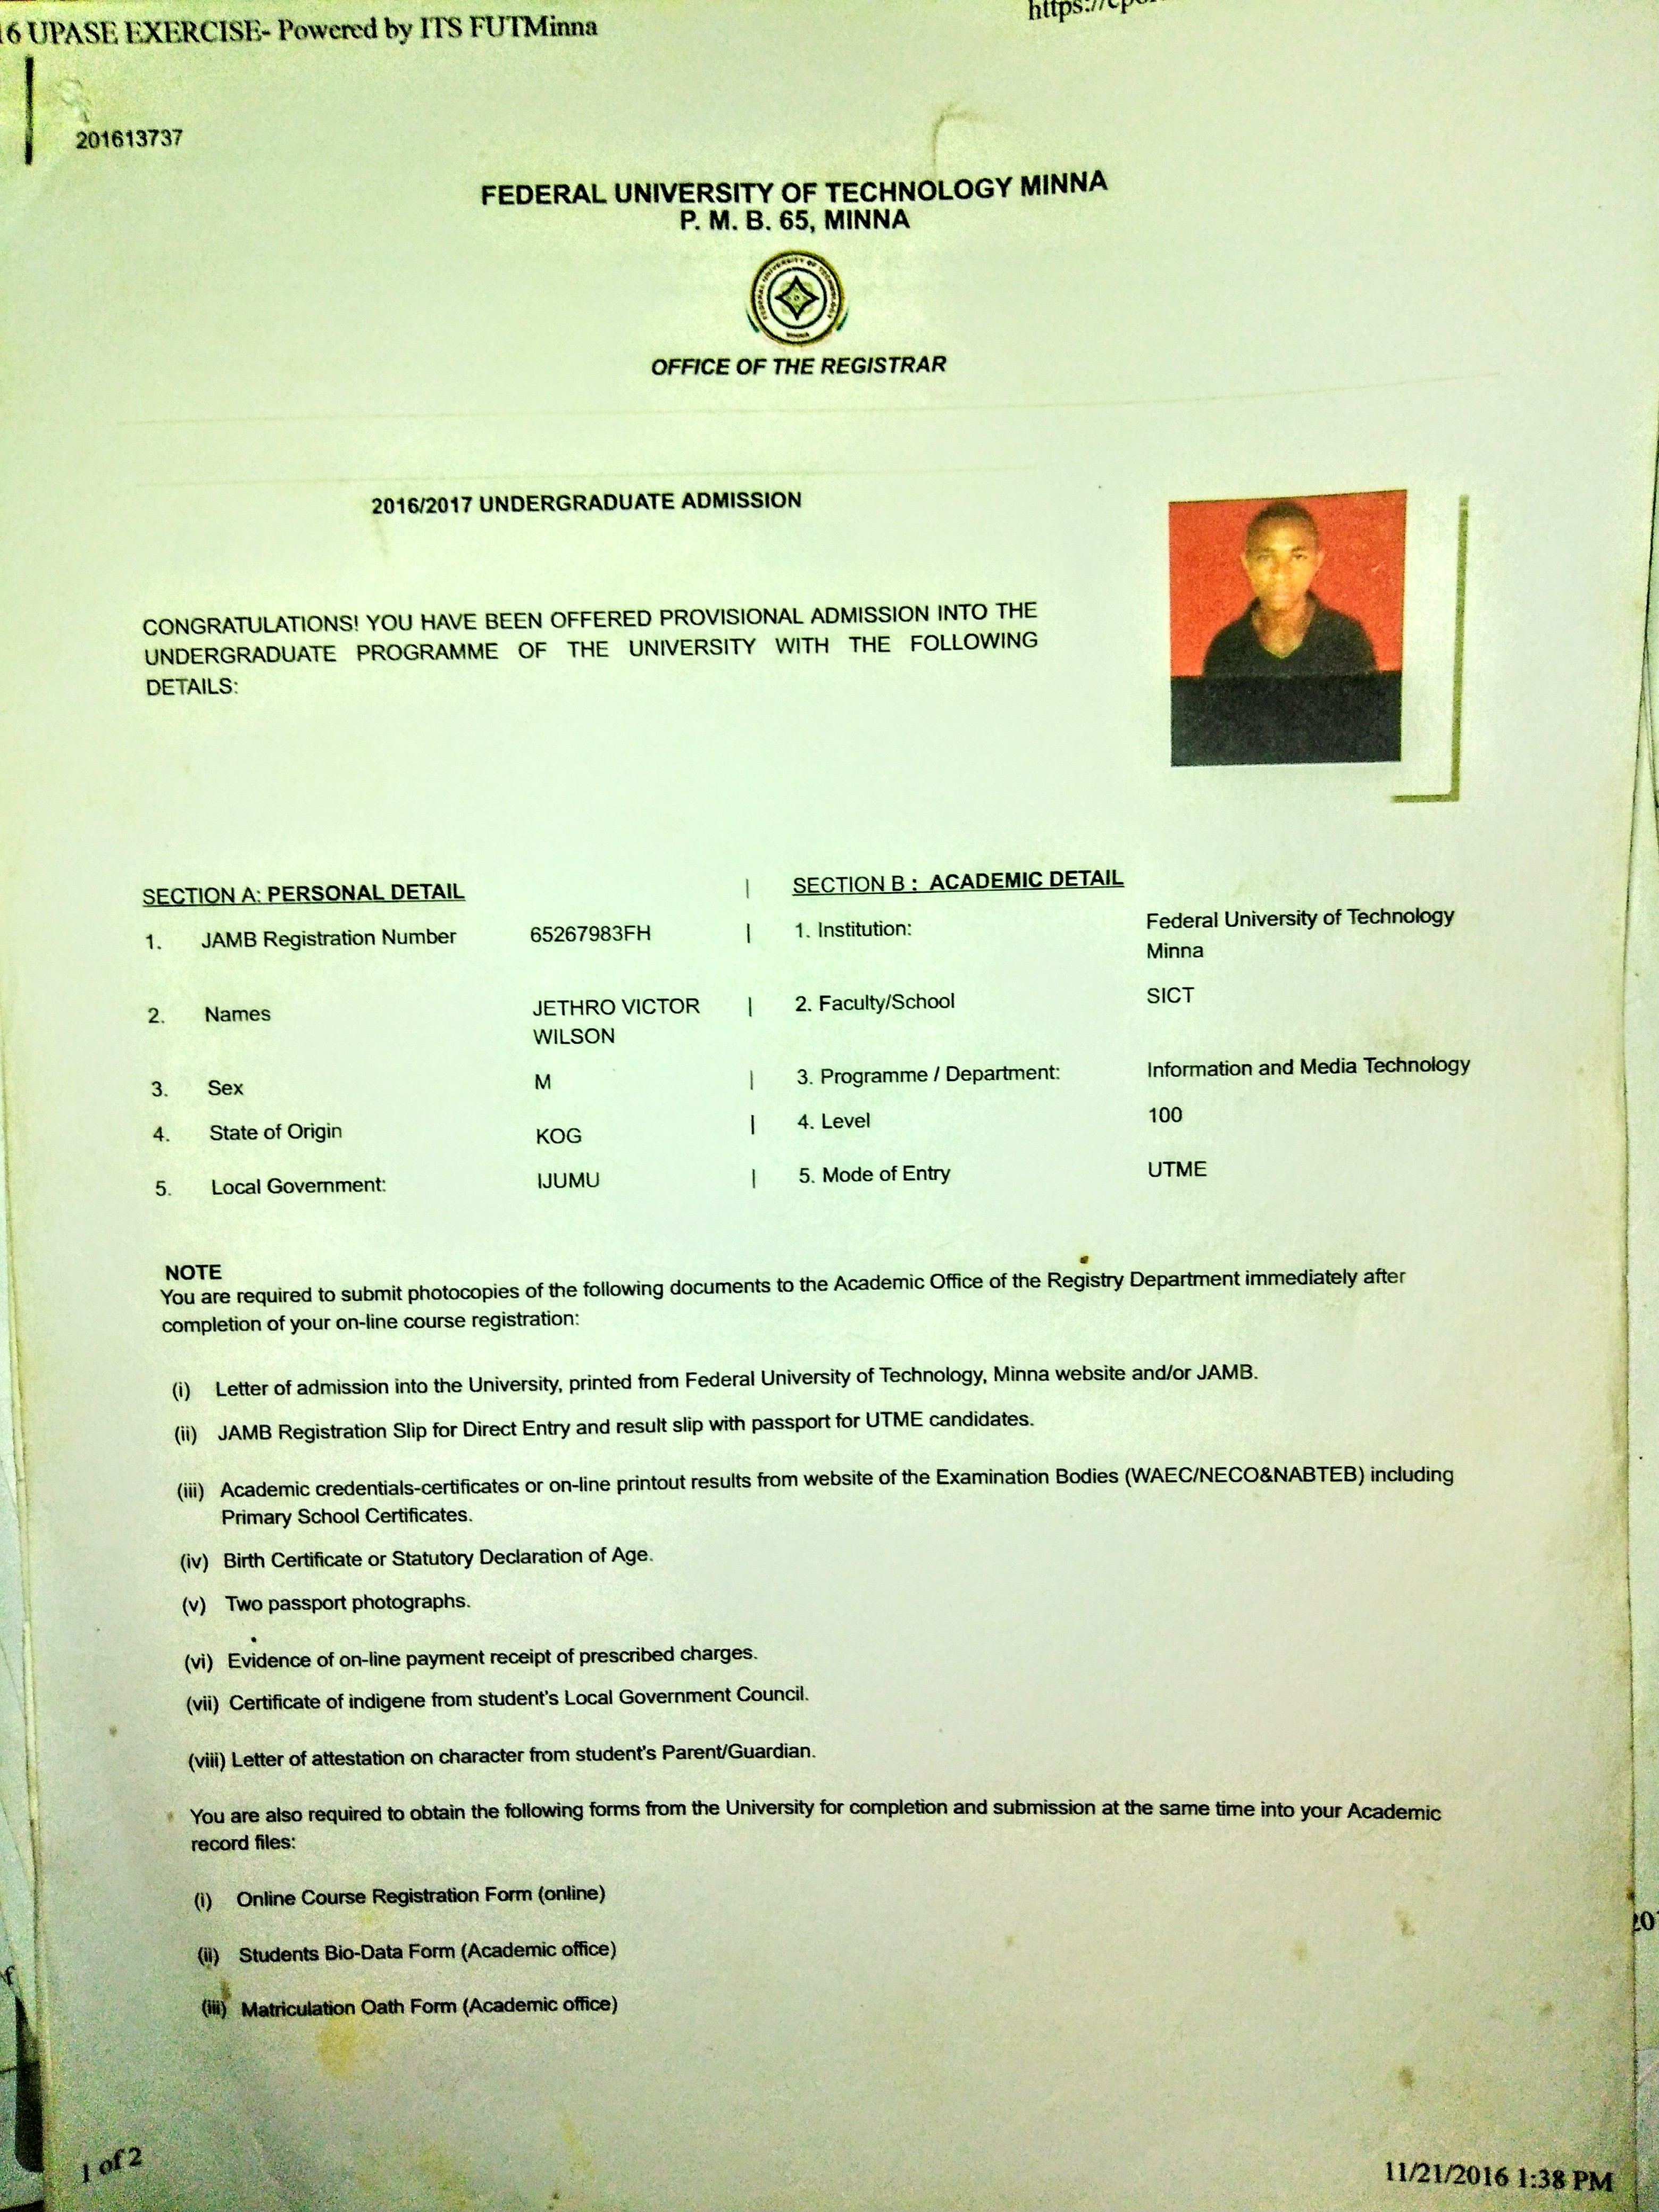 16 UPASE EXERCISE- Powered by ITS FUTMinna
201613737
FEDERAL UNIVERSITY OF TECHNOLOGY MINNA
P. M. B. 65, MINNA
FEDERAL UNIVERSITY OF TECHNOLOGY
MINNA
OFFICE OF THE REGISTRAR
2016/2017 UNDERGRADUATE ADMISSION
CONGRATULATIONS! YOU HAVE BEEN OFFERED PROVISIONAL ADMISSION INTO THE
UNDERGRADUATE PROGRAMME OF THE UNIVERSITY WITH THE FOLLOWING
DETAILS:
SECTION A: PERSONAL DETAIL | SECTION B : ACADEMIC DETAIL
1. JAMB Registration Number 65267983FH | 1. Institution: Federal University of Technology
Minna
2. Names JETHRO VICTOR | 2. Faculty/School SICT
WILSON
3. Sex M | 3. Programme / Department: Information and Media Technology
4. State of Origin KOG | 4. Level 100
5. Local Government: IJUMU | 5. Mode of Entry UTME
NOTE
You are required to submit photocopies of the following documents to the Academic Office of the Registry Department immediately after
completion of your on-line course registration:
(i) Letter of admission into the University, printed from Federal University of Technology, Minna website and/or JAMB.
(ii) JAMB Registration Slip for Direct Entry and result slip with passport for UTME candidates.
(iii) Academic credentials-certificates or on-line printout results from website of the Examination Bodies (WAEC/NECO&NABTEB) including
Primary School Certificates.
(iv) Birth Certificate or Statutory Declaration of Age.
(v) Two passport photographs.
(vi) Evidence of on-line payment receipt of prescribed charges.
(vii) Certificate of indigene from student's Local Government Council.
(viii) Letter of attestation on character from student's Parent/Guardian.
You are also required to obtain the following forms from the University for completion and submission at the same time into your Academic
record files:
(i) Online Course Registration Form (online)
(ii) Students Bio-Data Form (Academic office)
(iii) Matriculation Oath Form (Academic office)
1 of 2
11/21/2016 1:38 PM